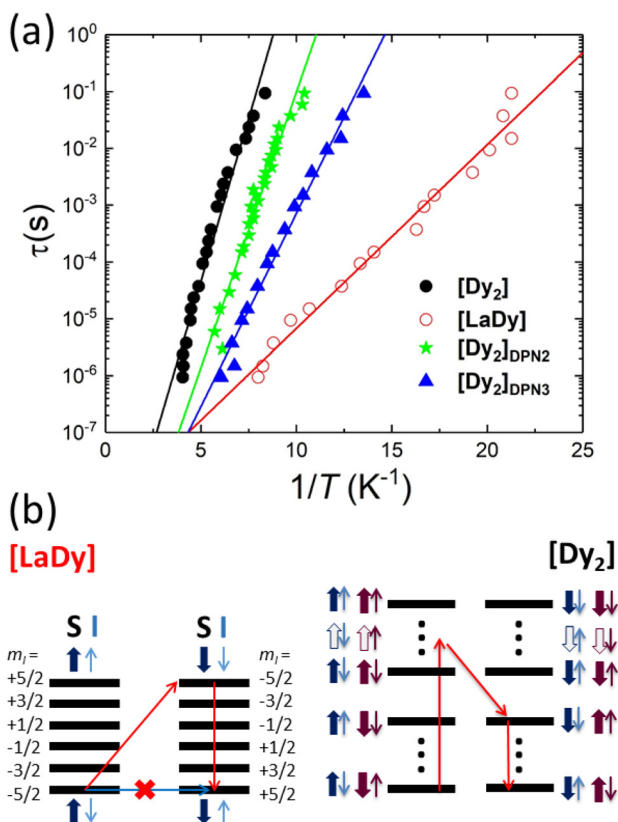 (a)
10⁰
10⁻¹
10⁻²
10⁻³
10⁻⁴
10⁻⁵
10⁻⁶
10⁻⁷
τ(s)
[Dy₂]
[LaDy]
[Dy₂]DPN2
[Dy₂]DPN3
0 5 10 15 20 25
1/T (K⁻¹)
(b)
[LaDy] [Dy₂]
S I S I
mI = mI =
+5/2 -5/2
+3/2 -3/2
+1/2 -1/2
-1/2 +1/2
-3/2 +3/2
-5/2 +5/2